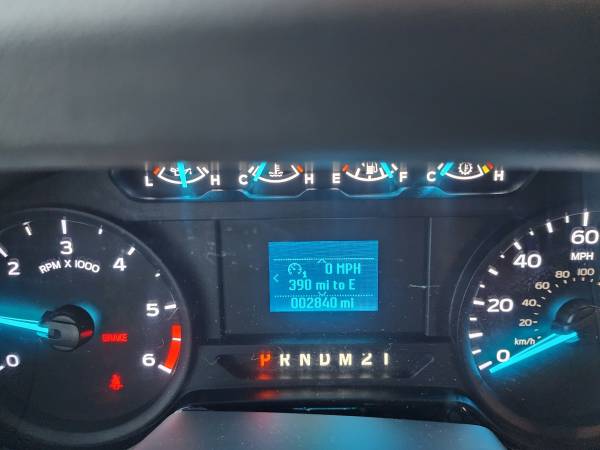 L H C H E F C H
0 1 2 3 4 5 6
RPM X 1000
BRAKE
0 MPH
390 mi to E
002840 mi
P R N D M 2 1
0 20 40 60
MPH
20 40 60 80 100
km/h